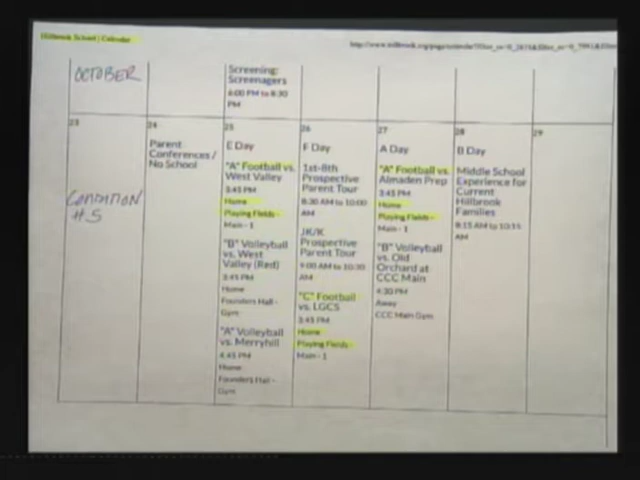 Hillbrook School | Calendar
OCTOBER
Screening:
Screenagers
6:00 PM to 8:30
PM
23
CONDITION
#5
24
Parent
Conferences /
No School
25
E Day
"A" Football vs.
West Valley
3:45 PM
Home
Playing Fields -
Main - 1
"B" Volleyball
vs. West
Valley (Red)
3:45 PM
Home
Founders Hall -
Gym
"A" Volleyball
vs. Merryhill
4:45 PM
Home
Founders Hall -
Gym
26
F Day
1st-8th
Prospective
Parent Tour
8:30 AM to 10:00
AM
JK/K
Prospective
Parent Tour
9:00 AM to 10:30
AM
"C" Football
vs. LGCS
3:45 PM
Home
Playing Fields -
Main - 1
27
A Day
"A" Football vs.
Almaden Prep
3:45 PM
Home
Playing Fields -
Main - 1
"B" Volleyball
vs. Old
Orchard at
CCC Main
4:30 PM
Away
CCC Main Gym
28
B Day
Middle School
Experience for
Current
Hillbrook
Families
8:15 AM to 10:15
AM
29